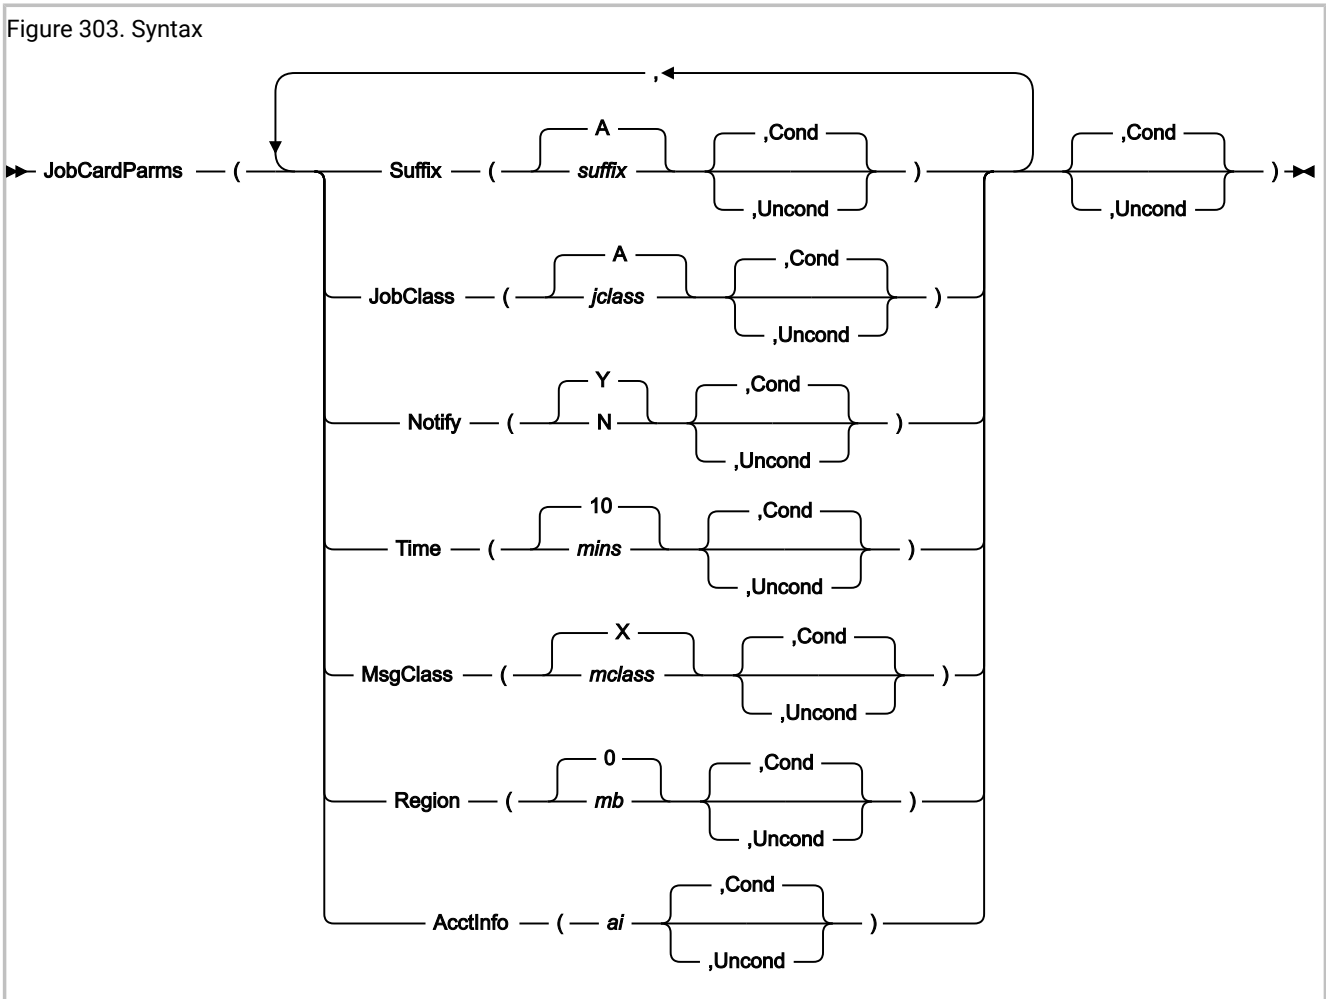 Figure 303. Syntax
,
A ,Cond ,Cond
JobCardParms ( Suffix ( suffix ) )
,Uncond ,Uncond
A ,Cond
JobClass ( jclass )
,Uncond
Y ,Cond
Notify ( N )
,Uncond
10 ,Cond
Time ( mins )
,Uncond
X ,Cond
MsgClass ( mclass )
,Uncond
0 ,Cond
Region ( mb )
,Uncond
,Cond
AcctInfo ( ai )
,Uncond